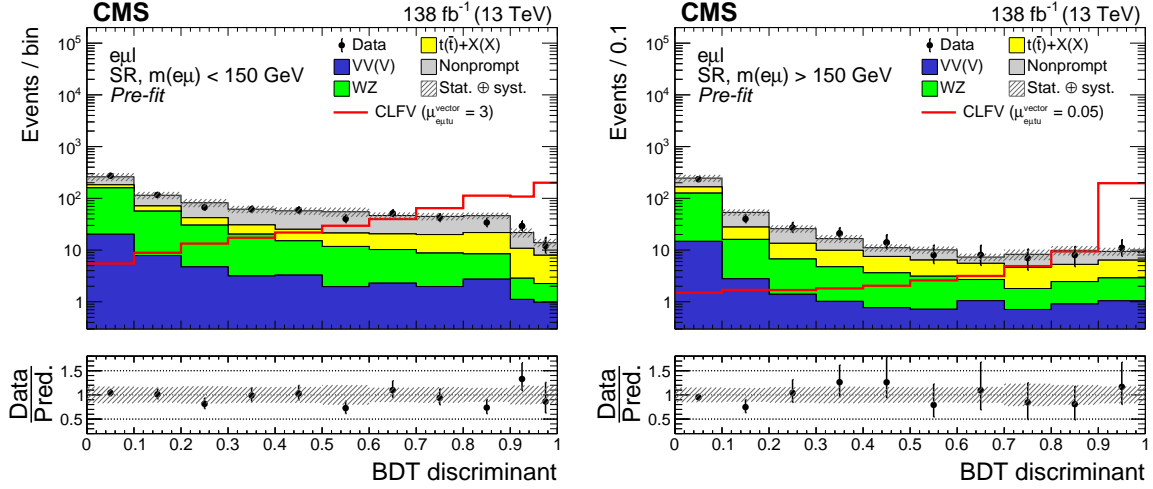 CMS 138 fb⁻¹ (13 TeV)
Events / bin
10⁵
10⁴
10³
10²
10
1
eμl
SR, m(eμ) < 150 GeV
Pre-fit
Data t(t̄)+X(X)
VV(V) Nonprompt
WZ Stat. ⊕ syst.
CLFV (μ^vector_eμtu = 3)
Data
Pred.
1.5
1
0.5
0 0.1 0.2 0.3 0.4 0.5 0.6 0.7 0.8 0.9 1
BDT discriminant
CMS 138 fb⁻¹ (13 TeV)
Events / 0.1
10⁵
10⁴
10³
10²
10
1
eμl
SR, m(eμ) > 150 GeV
Pre-fit
Data t(t̄)+X(X)
VV(V) Nonprompt
WZ Stat. ⊕ syst.
CLFV (μ^vector_eμtu = 0.05)
Data
Pred.
1.5
1
0.5
0 0.1 0.2 0.3 0.4 0.5 0.6 0.7 0.8 0.9 1
BDT discriminant